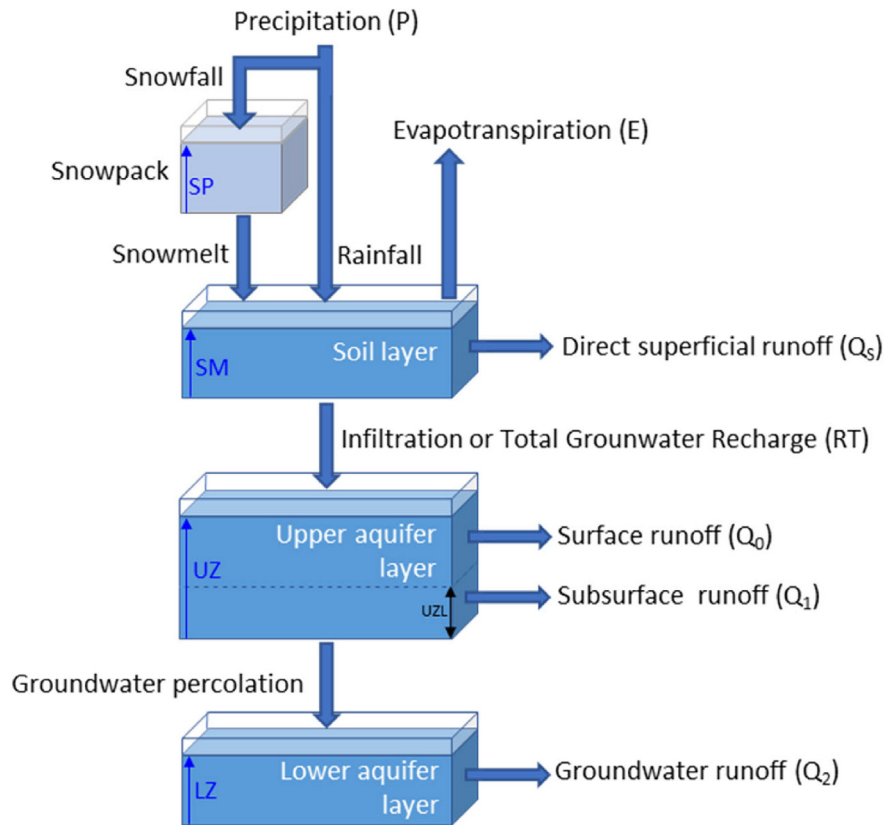 Precipitation (P)
Snowfall
Evapotranspiration (E)
Snowpack
SP
Snowmelt
Rainfall
Soil layer
Direct superficial runoff (QS)
SM
Infiltration or Total Grounwater Recharge (RT)
Upper aquifer
layer
Surface runoff (Q0)
UZ
UZL
Subsurface runoff (Q1)
Groundwater percolation
Lower aquifer
layer
Groundwater runoff (Q2)
LZ